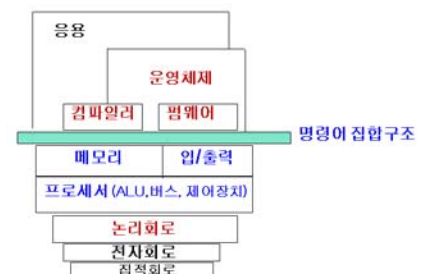 응용
운영체제
컴파일러 펌웨어
명령어 집합구조
메모리 입/출력
프로세서 (ALU,버스, 제어장치)
논리회로
전자회로
집적회로